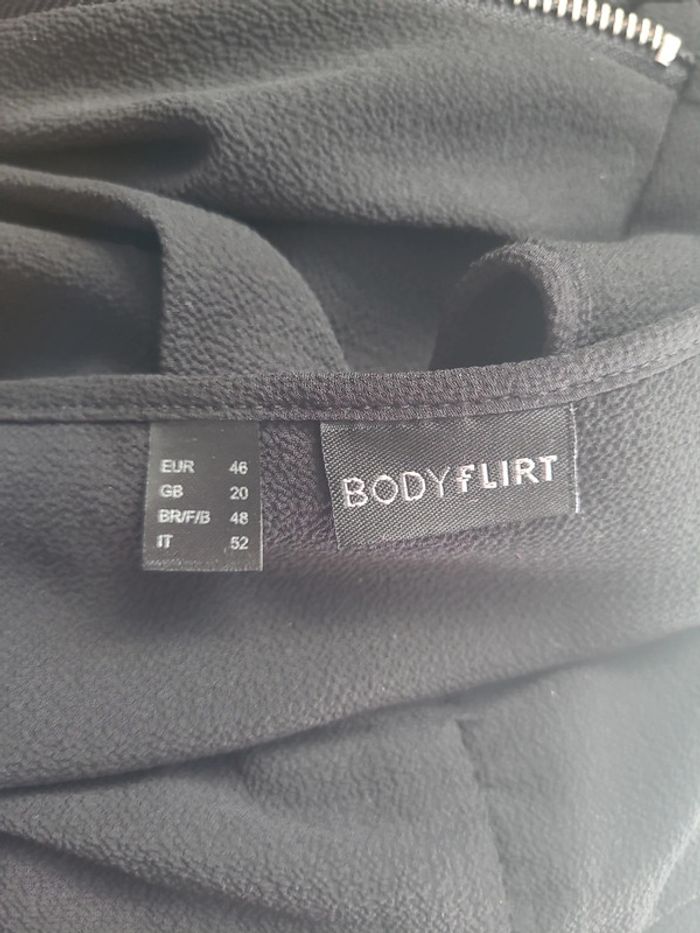 EUR 46
GB 20
BR/F/B 48
IT 52
BODYFLIRT